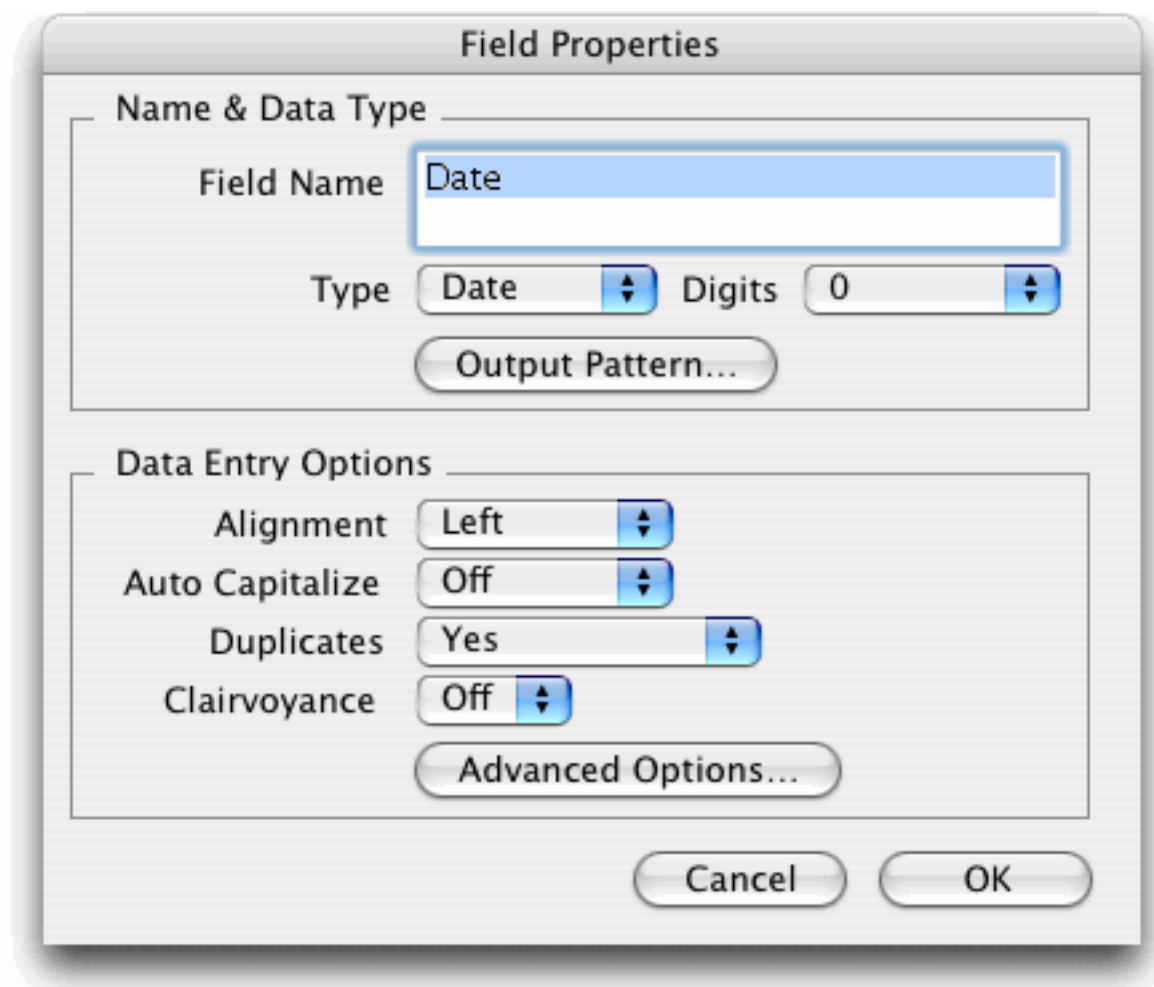 Field Properties
Name & Data Type
Field Name Date
Type Date Digits 0
Output Pattern...
Data Entry Options
Alignment Left
Auto Capitalize Off
Duplicates Yes
Clairvoyance Off
Advanced Options...
Cancel OK